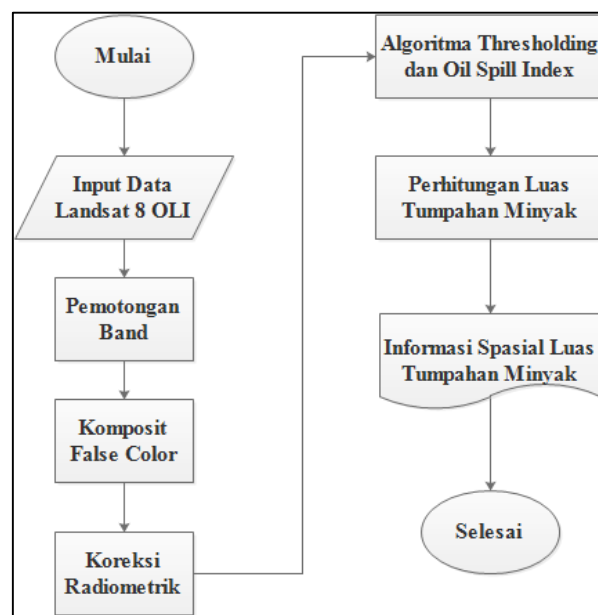 Mulai
Input Data
Landsat 8 OLI
Pemotongan
Band
Komposit
False Color
Koreksi
Radiometrik
Algoritma Thresholding
dan Oil Spill Index
Perhitungan Luas
Tumpahan Minyak
Informasi Spasial Luas
Tumpahan Minyak
Selesai